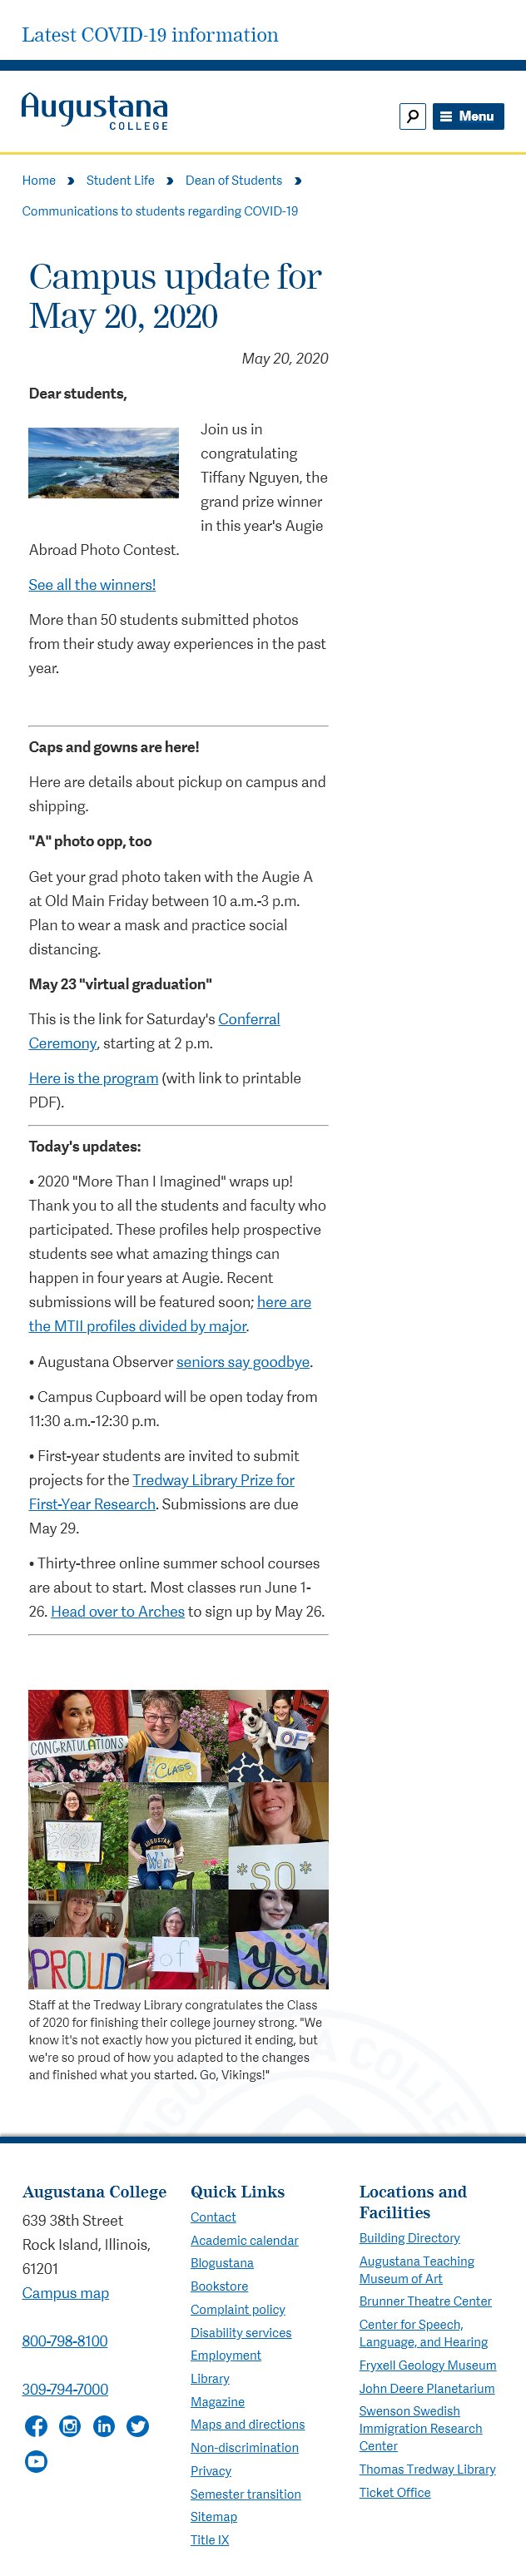 Latest COVID-19 information
Augustana
COLLEGE
Menu
Home
Student Life
Dean of Students
Communications to students regarding COVID-19
Campus update for
May 20, 2020
May 20, 2020
Dear students,
Join us in
congratulating
Tiffany Nguyen, the
grand prize winner
in this year's Augie
Abroad Photo Contest.
See all the winners!
More than 50 students submitted photos
from their study away experiences in the past
year.
Caps and gowns are here!
Here are details about pickup on campus and
shipping.
"A" photo opp, too
Get your grad photo taken with the Augie A
at Old Main Friday between 10 a.m.-3 p.m.
Plan to wear a mask and practice social
distancing.
May 23 "virtual graduation"
This is the link for Saturday's Conferral
Ceremony, starting at 2 p.m.
Here is the program (with link to printable
PDF).
Today's updates:
• 2020 "More Than I Imagined" wraps up!
Thank you to all the students and faculty who
participated. These profiles help prospective
students see what amazing things can
happen in four years at Augie. Recent
submissions will be featured soon; here are
the MTII profiles divided by major.
• Augustana Observer seniors say goodbye.
• Campus Cupboard will be open today from
11:30 a.m.-12:30 p.m.
• First-year students are invited to submit
projects for the Tredway Library Prize for
First-Year Research. Submissions are due
May 29.
• Thirty-three online summer school courses
are about to start. Most classes run June 1-
26. Head over to Arches to sign up by May 26.
CONGRATULATIONS
CLASS
OF
2020!
We're
*SO*
PROUD
of
You!
Staff at the Tredway Library congratulates the Class
of 2020 for finishing their college journey strong. "We
know it's not exactly how you pictured it ending, but
we're so proud of how you adapted to the changes
and finished what you started. Go, Vikings!"
Augustana College
639 38th Street
Rock Island, Illinois,
61201
Campus map
800-798-8100
309-794-7000
Quick Links
Contact
Academic calendar
Blogustana
Bookstore
Complaint policy
Disability services
Employment
Library
Magazine
Maps and directions
Non-discrimination
Privacy
Semester transition
Sitemap
Title IX
Locations and
Facilities
Building Directory
Augustana Teaching
Museum of Art
Brunner Theatre Center
Center for Speech,
Language, and Hearing
Fryxell Geology Museum
John Deere Planetarium
Swenson Swedish
Immigration Research
Center
Thomas Tredway Library
Ticket Office